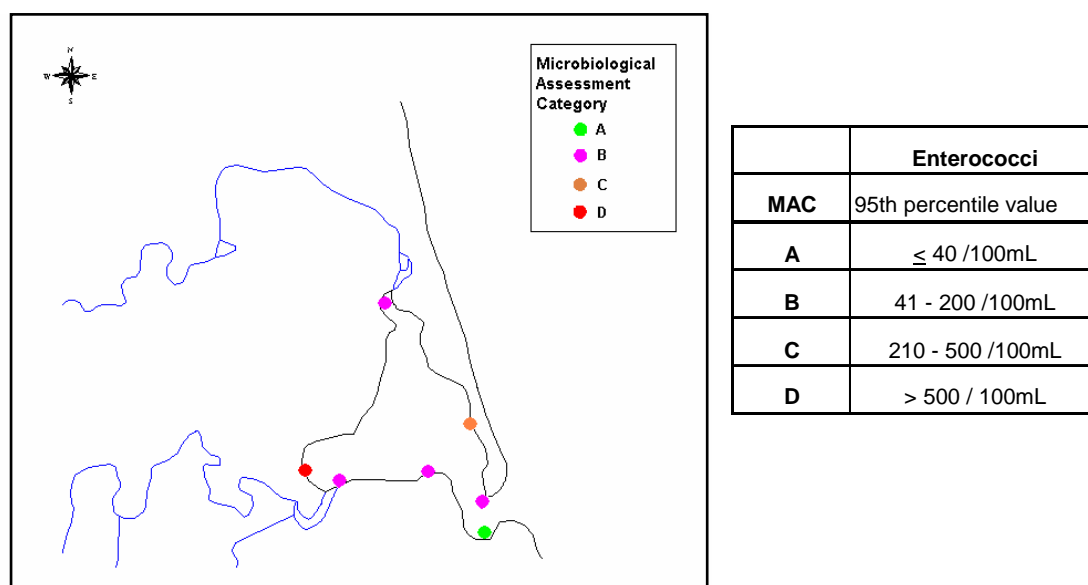 N
W E
S
Microbiological
Assessment
Category
A
B
C
D
Enterococci
MAC 95th percentile value
A ≤ 40 /100mL
B 41 - 200 /100mL
C 210 - 500 /100mL
D > 500 / 100mL